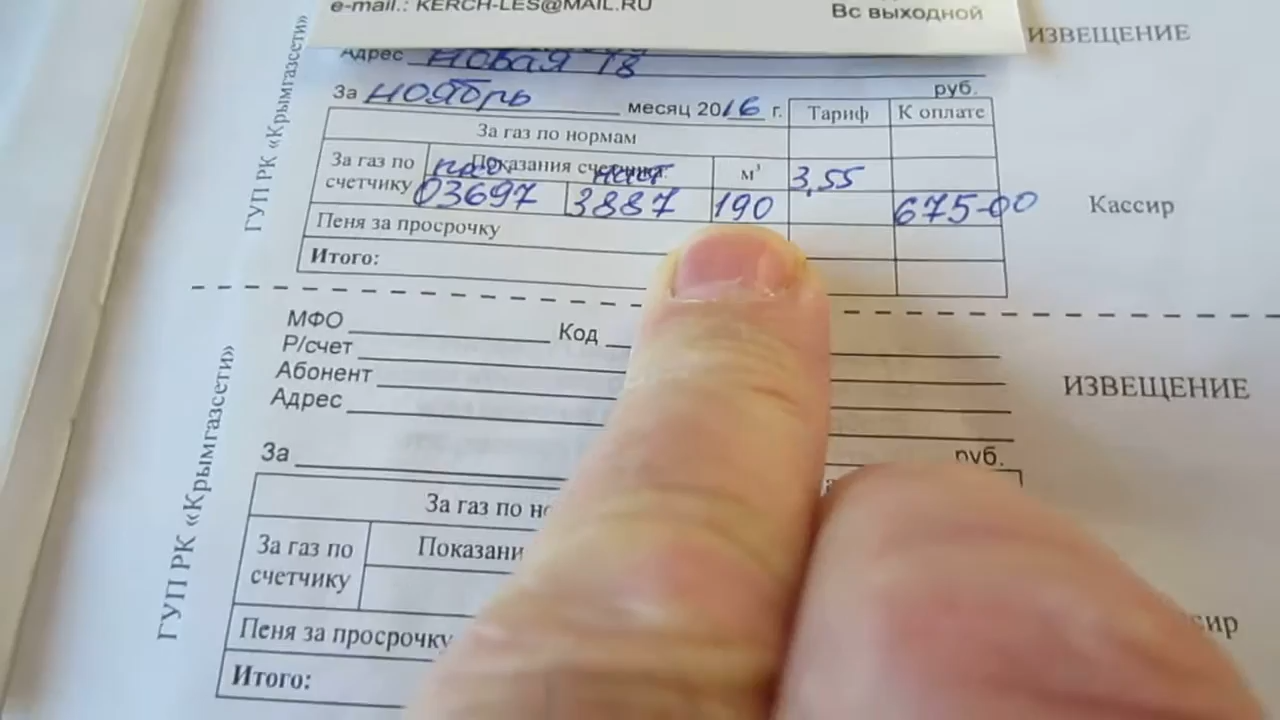 e-mail.: KERCH-LES@MAIL.RU
Вс выходной
ГУП РК «Крымгазсети»
ИЗВЕЩЕНИЕ
Адрес Новая 18
руб.
За ноябрь месяц 2016 г. Тариф К оплате
За газ по нормам
За газ по счетчику Показания счетчика: м³ 3,55
03697 3887 190 675-00
Кассир
Пеня за просрочку
Итого:
ГУП РК «Крымгазсети»
МФО Код
Р/счет
Абонент
ИЗВЕЩЕНИЕ
Адрес
За руб.
За газ по
За газ по
счетчику
Пеня за просрочку
Итого: